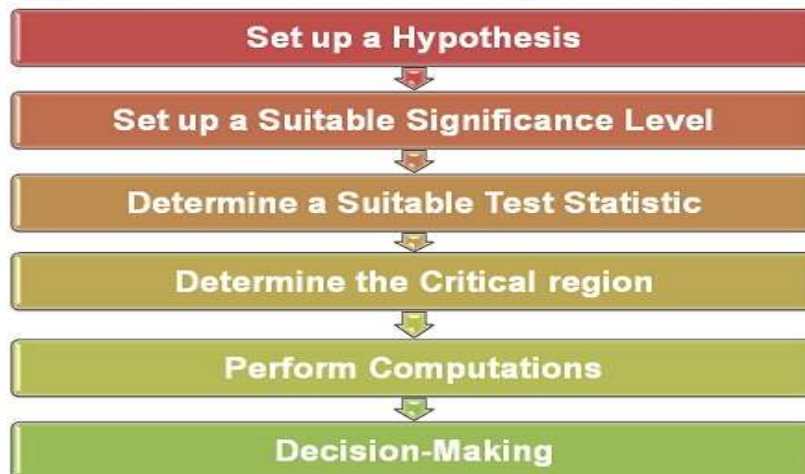 Set up a Hypothesis
Set up a Suitable Significance Level
Determine a Suitable Test Statistic
Determine the Critical region
Perform Computations
Decision-Making